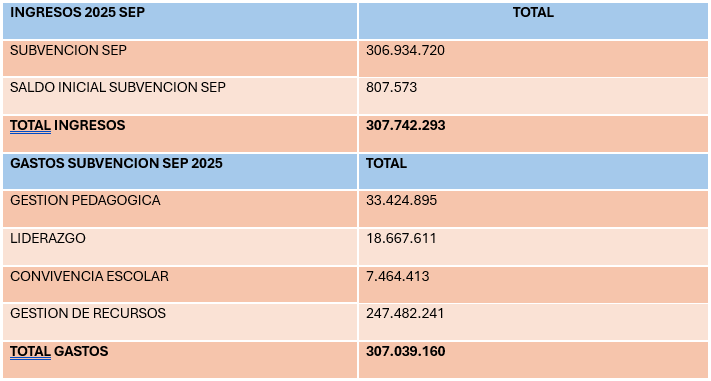 INGRESOS 2025 SEP TOTAL
SUBVENCION SEP 306.934.720
SALDO INICIAL SUBVENCION SEP 807.573
TOTAL INGRESOS 307.742.293
GASTOS SUBVENCION SEP 2025 TOTAL
GESTION PEDAGOGICA 33.424.895
LIDERAZGO 18.667.611
CONVIVENCIA ESCOLAR 7.464.413
GESTION DE RECURSOS 247.482.241
TOTAL GASTOS 307.039.160